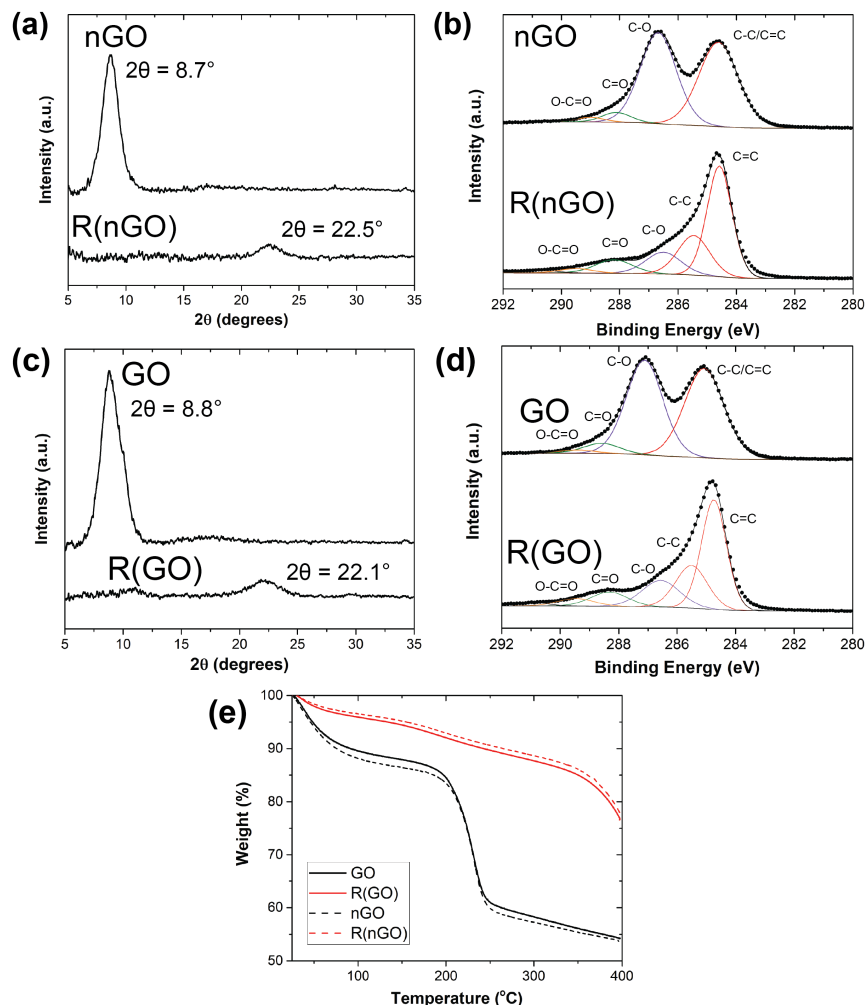 (a)
nGO
2θ = 8.7°
R(nGO)
2θ = 22.5°
Intensity (a.u.)
5 10 15 20 25 30 35
2θ (degrees)
(b)
nGO
C-O
C-C/C=C
C=O
O-C=O
R(nGO)
C=C
C-C
C-O
C=O
O-C=O
Intensity (a.u.)
292 290 288 286 284 282 280
Binding Energy (eV)
(c)
GO
2θ = 8.8°
R(GO)
2θ = 22.1°
Intensity (a.u.)
5 10 15 20 25 30 35
2θ (degrees)
(d)
GO
C-O
C-C/C=C
C=O
O-C=O
R(GO)
C=C
C-C
C-O
C=O
O-C=O
Intensity (a.u.)
292 290 288 286 284 282 280
Binding Energy (eV)
(e)
100
90
80
70
60
50
Weight (%)
GO
R(GO)
nGO
R(nGO)
100 200 300 400
Temperature (°C)